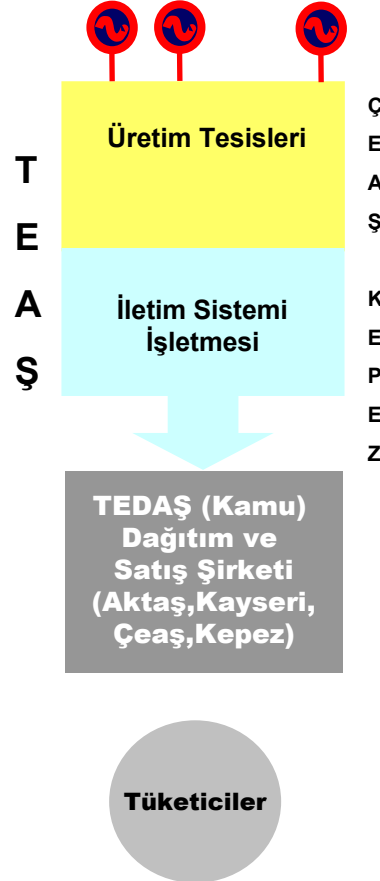 T
E
A
Ş
Üretim Tesisleri
İletim Sistemi
İşletmesi
Ç
E
A
Ş
K
E
P
E
Z
TEDAŞ (Kamu)
Dağıtım ve
Satış Şirketi
(Aktaş,Kayseri,
Çeaş,Kepez)
Tüketiciler